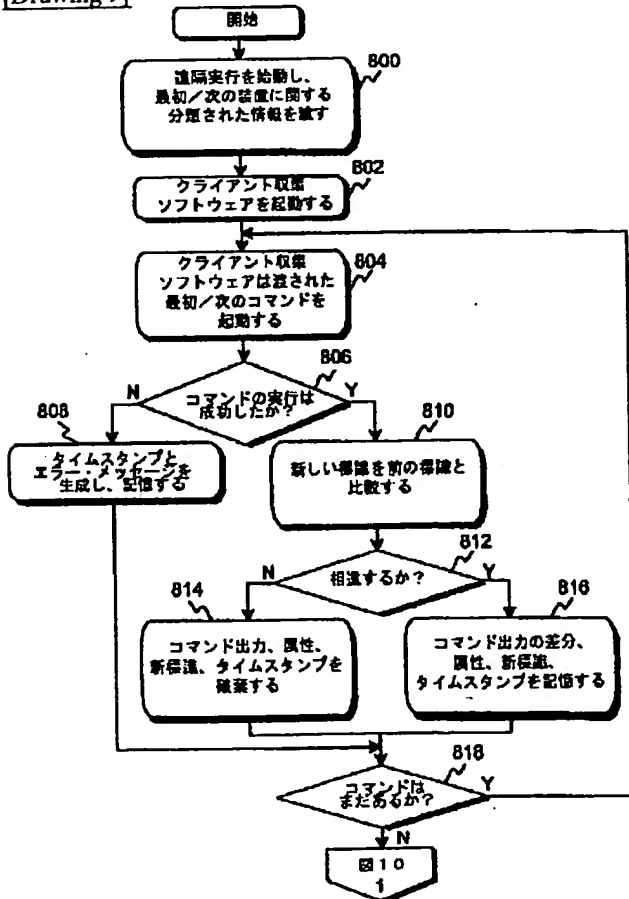 [Drawing 9]
開始
800
遠隔実行を始動し、
最初/次の装置に関する
分類された情報を渡す
802
クライアント収集
ソフトウェアを起動する
804
クライアント収集
ソフトウェアは渡された
最初/次のコマンドを
起動する
806
N
コマンドの実行は
成功したか?
Y
808
タイムスタンプと
エラー・メッセージを
生成し、記憶する
810
新しい標識を前の標識と
比較する
812
N
相違するか?
Y
814
コマンド出力、属性、
新標識、タイムスタンプを
破棄する
816
コマンド出力の差分、
属性、新標識、
タイムスタンプを記憶する
818
コマンドは
まだあるか?
Y
N
図10
1